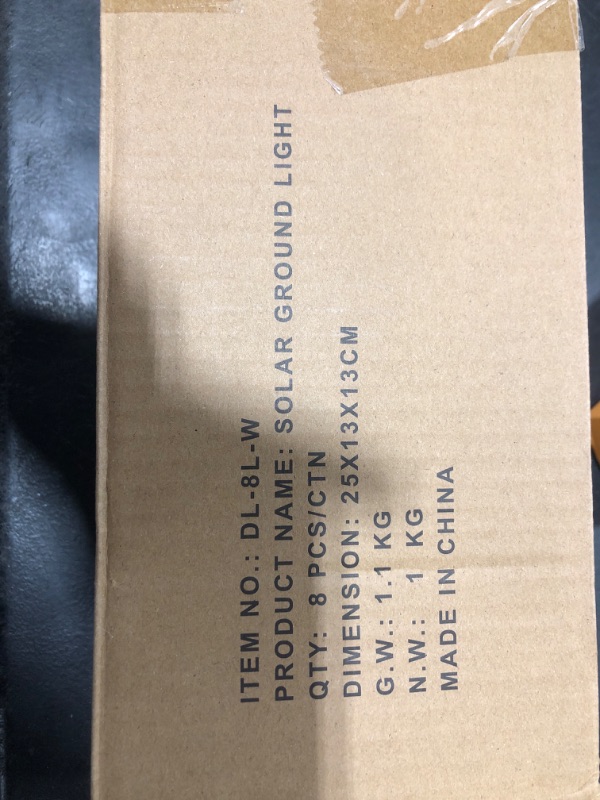 ITEM NO.: DL-8L-W
PRODUCT NAME: SOLAR GROUND LIGHT
QTY: 8 PCS/CTN
DIMENSION: 25X13X13CM
G.W.: 1.1 KG
N.W.: 1 KG
MADE IN CHINA